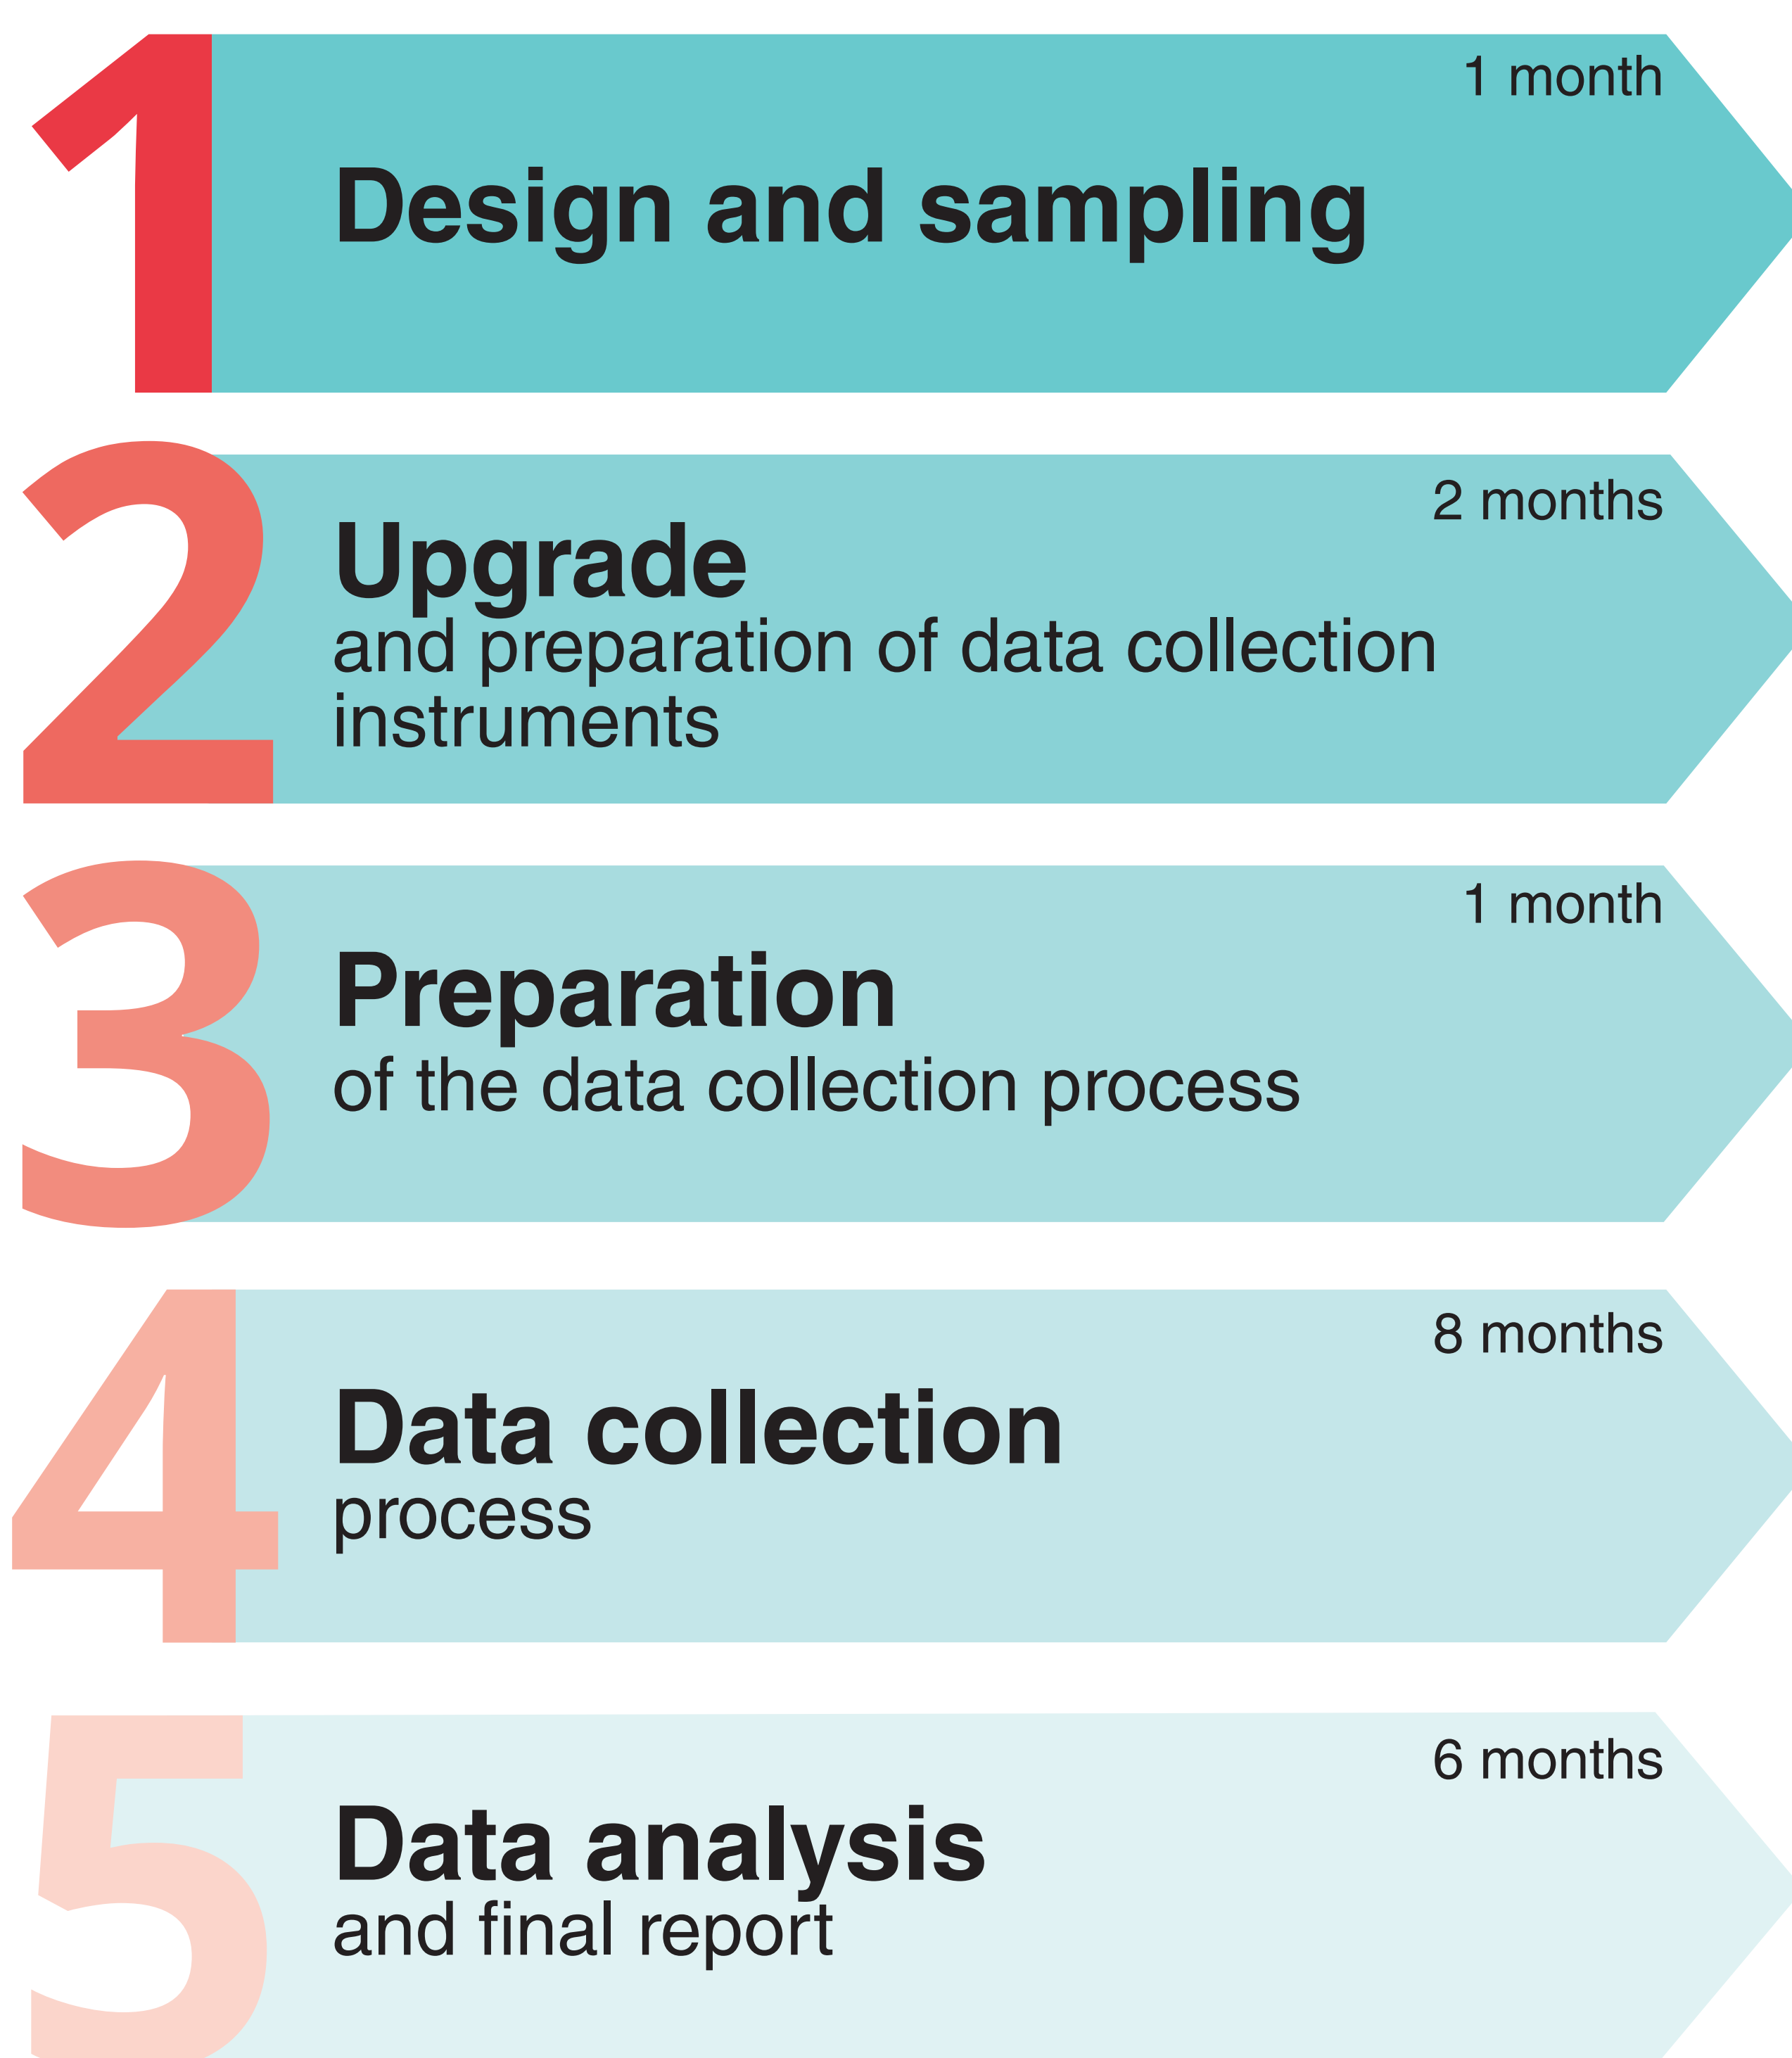 1
1 month
Design and sampling
2
2 months
Upgrade
and preparation of data collection
instruments
3
1 month
Preparation
of the data collection process
4
8 months
Data collection
process
5
6 months
Data analysis
and final report